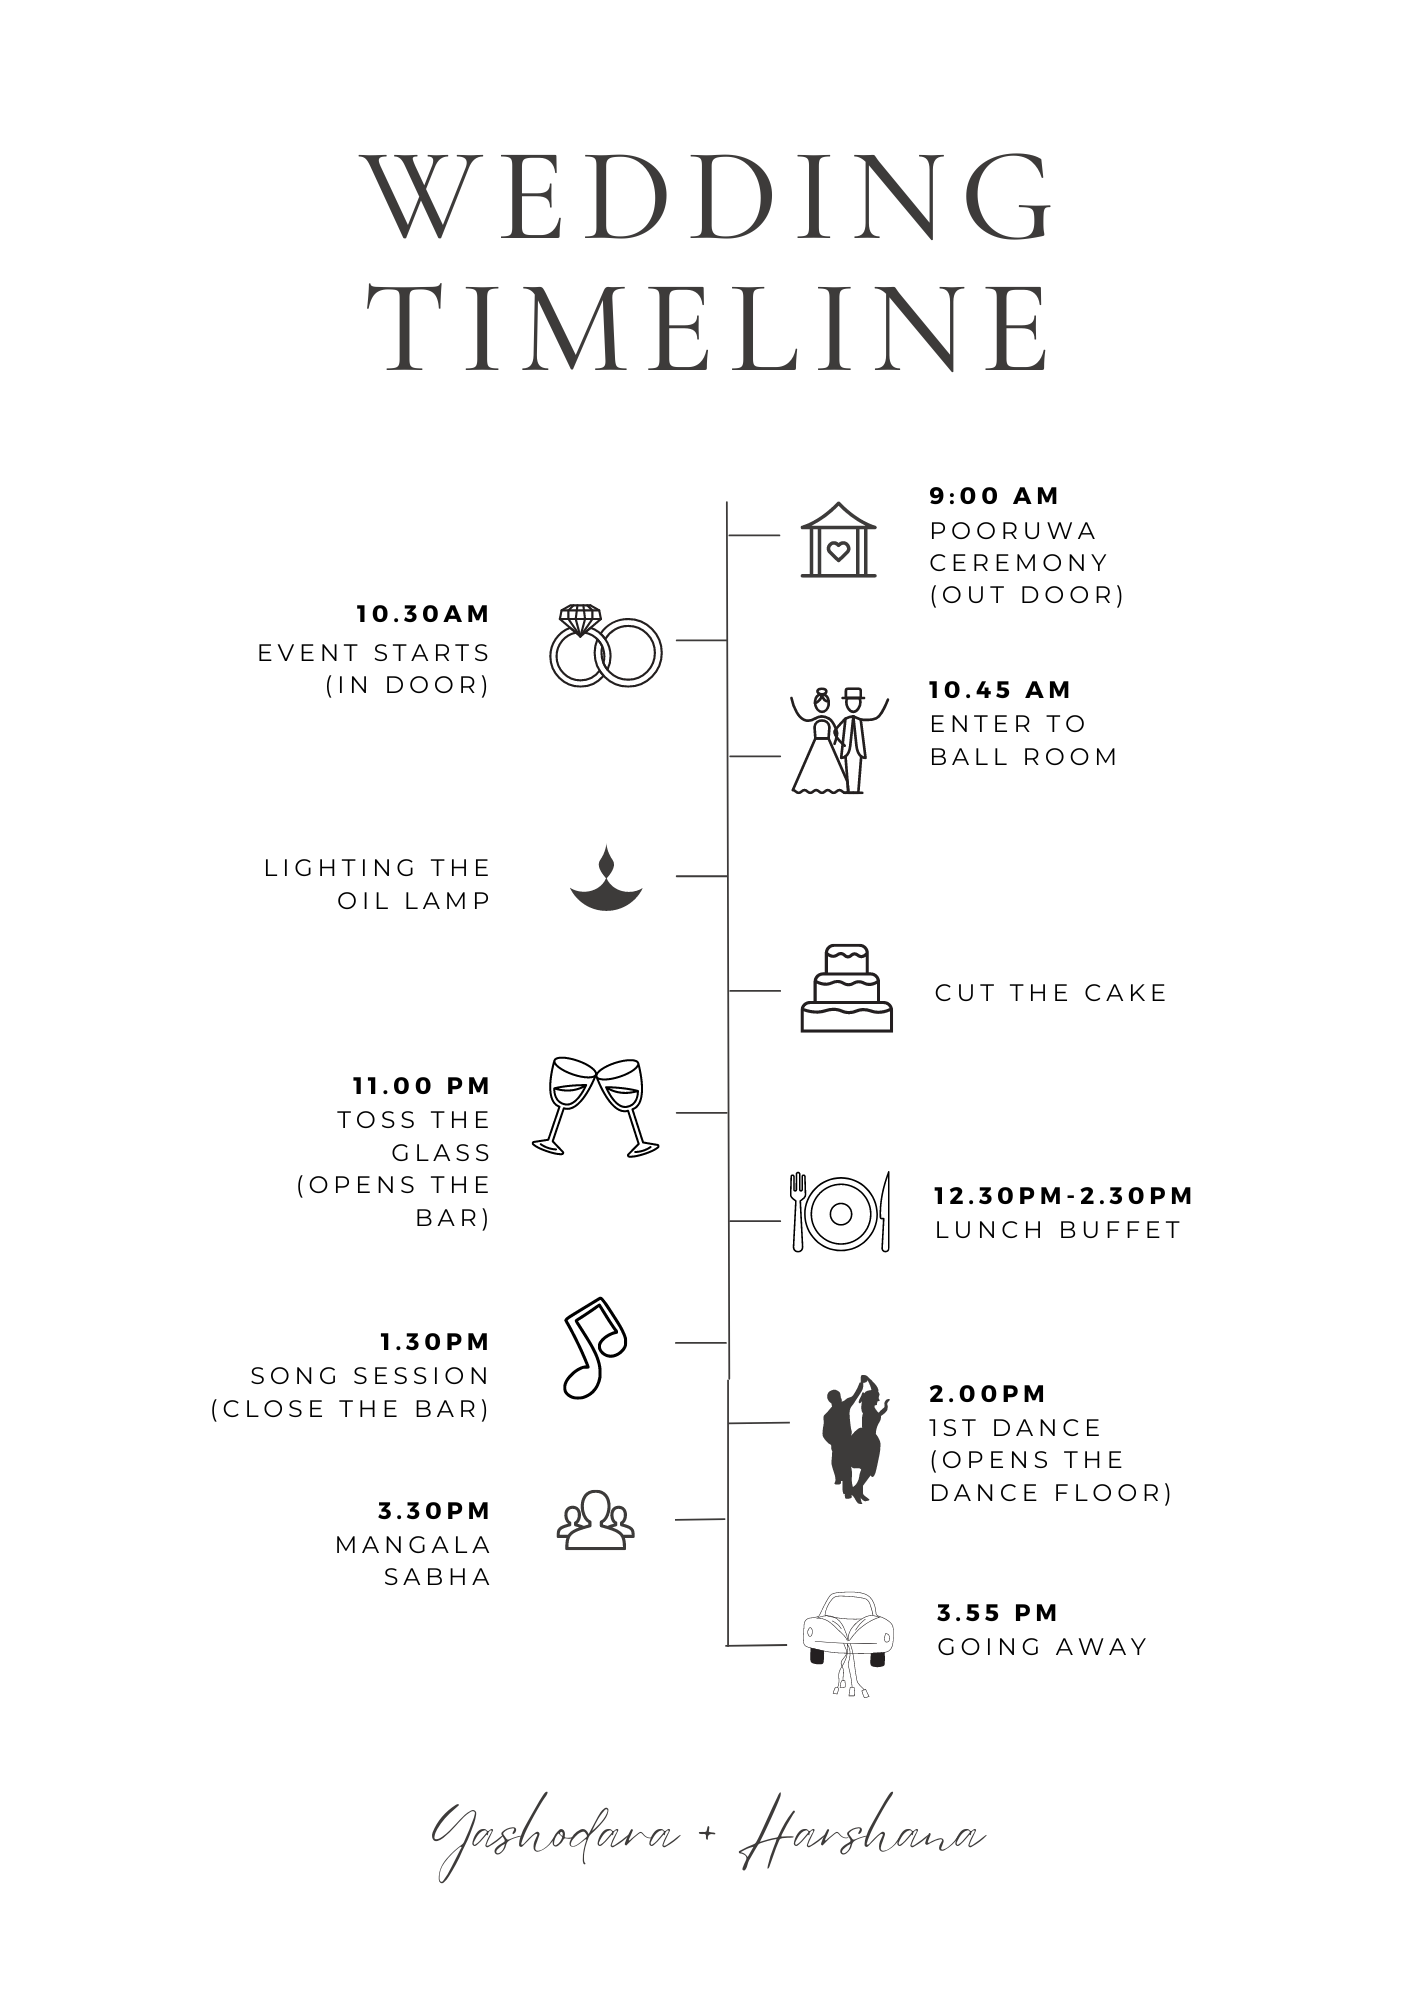 WEDDING
TIMELINE
9:00 AM
POORUWA
CEREMONY
(OUT DOOR)
10.30AM
EVENT STARTS
(IN DOOR)
10.45 AM
ENTER TO
BALL ROOM
LIGHTING THE
OIL LAMP
CUT THE CAKE
11.00 PM
TOSS THE
GLASS
(OPENS THE
BAR)
12.30PM-2.30PM
LUNCH BUFFET
1.30PM
SONG SESSION
(CLOSE THE BAR)
2.00PM
1ST DANCE
(OPENS THE
DANCE FLOOR)
3.30PM
MANGALA
SABHA
3.55 PM
GOING AWAY
Yashodara + Harshana